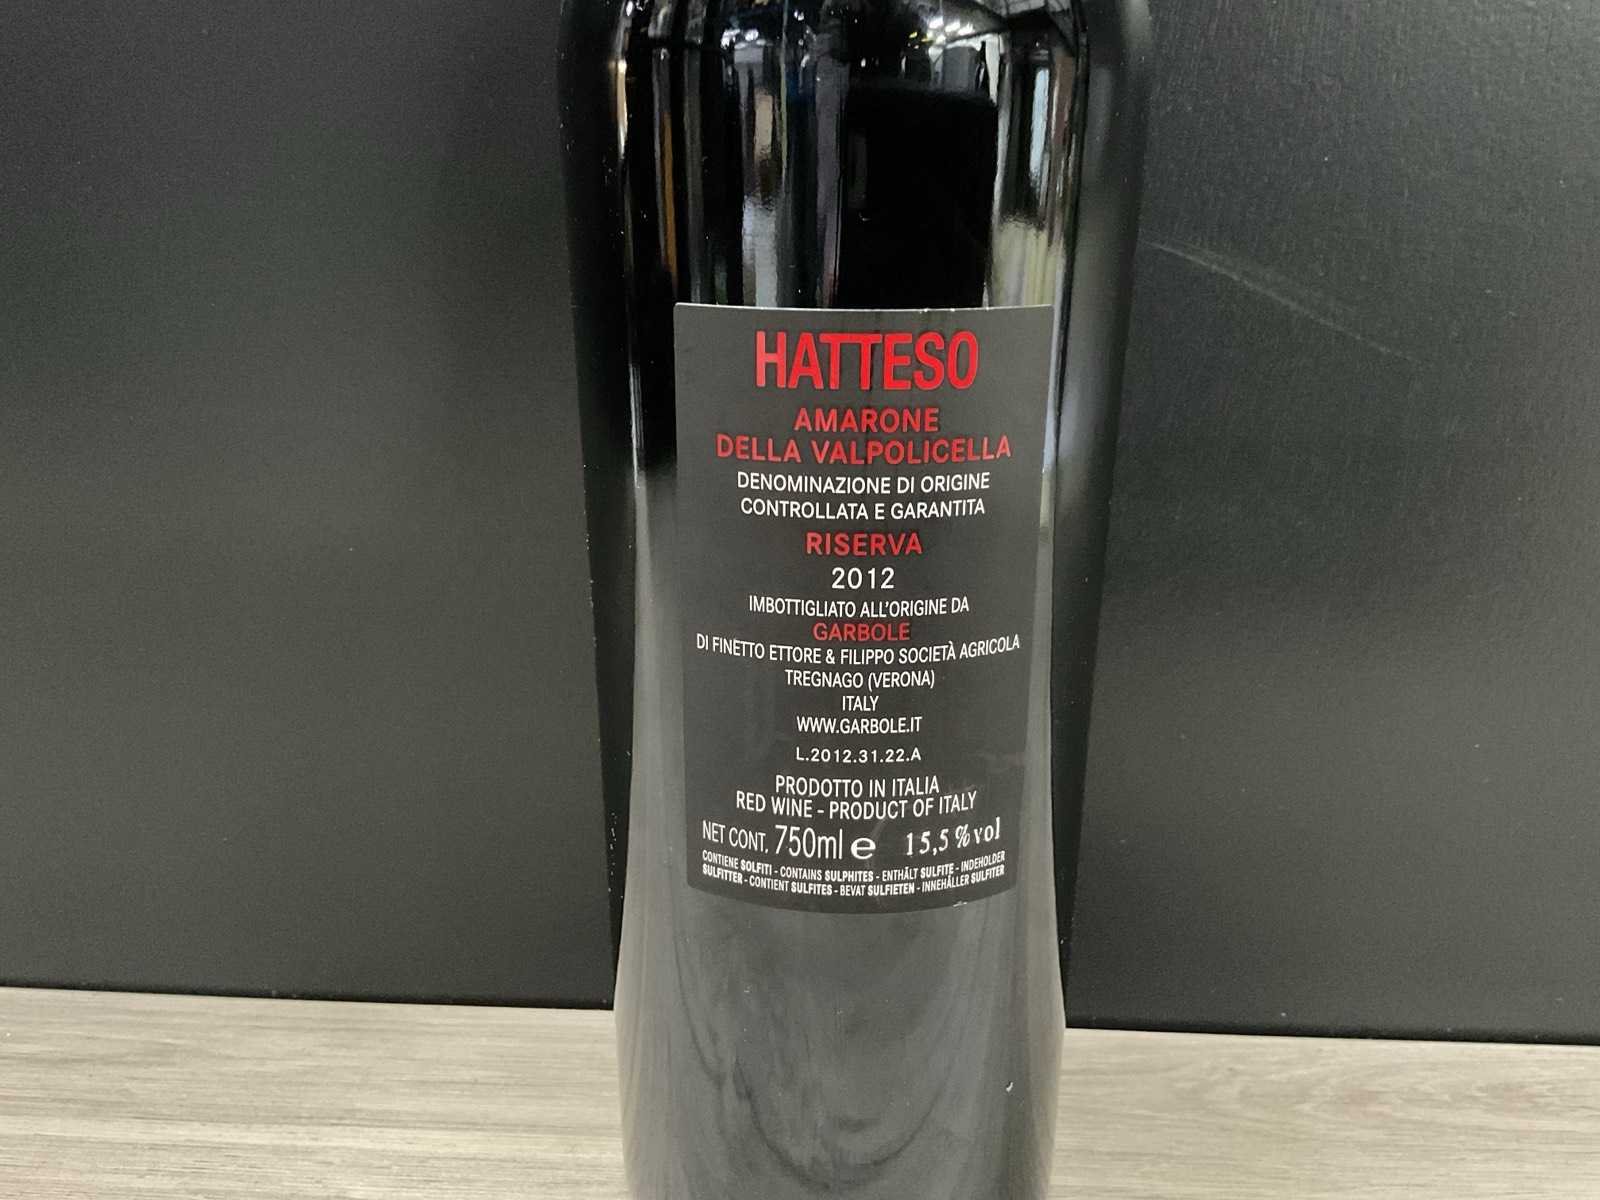 HATTESO
AMARONE
DELLA VALPOLICELLA
DENOMINAZIONE DI ORIGINE
CONTROLLATA E GARANTITA
RISERVA
2012
IMBOTTIGLIATO ALL'ORIGINE DA
GARBOLE
DI FINETTO ETTORE & FILIPPO SOCIETÀ AGRICOLA
TREGNAGO (VERONA)
ITALY
WWW.GARBOLE.IT
L.2012.31.22.A
PRODOTTO IN ITALIA
RED WINE - PRODUCT OF ITALY
NET CONT. 750ml e 15,5%vol
CONTIENE SOLFITI - CONTAINS SULPHITES - ENTHÄLT SULFITE - INDEHOLDER
SULFITTER - CONTIENT SULFITES - BEVAT SULFIETEN - INNEHÅLLER SULFITER